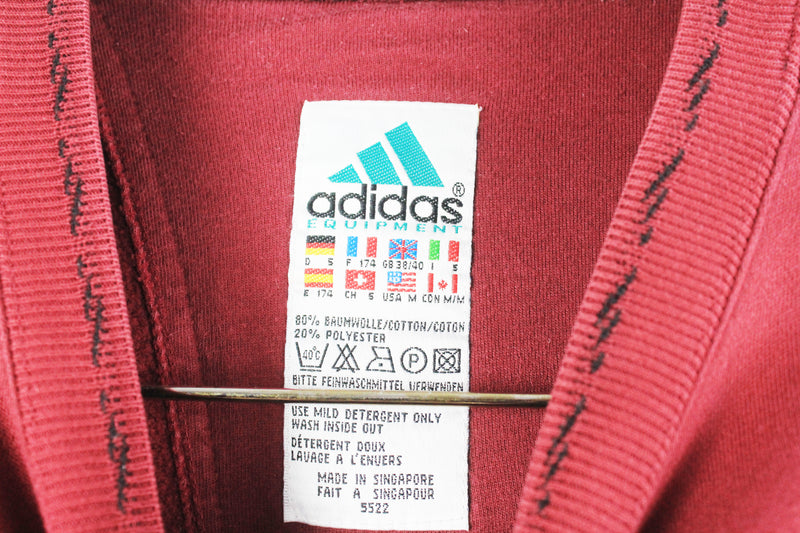 adidas®
EQUIPMENT
D 5 F 174 GB 38/40 I 5
E 174 CH 5 USA M CDN M/M
80% BAUMWOLLE/COTTON/COTON
20% POLYESTER
40°C P
BITTE FEINWASCHMITTEL VERWENDEN
USE MILD DETERGENT ONLY
WASH INSIDE OUT
DÉTERGENT DOUX
LAVAGE A L'ENVERS
MADE IN SINGAPORE
FAIT A SINGAPOUR
5522